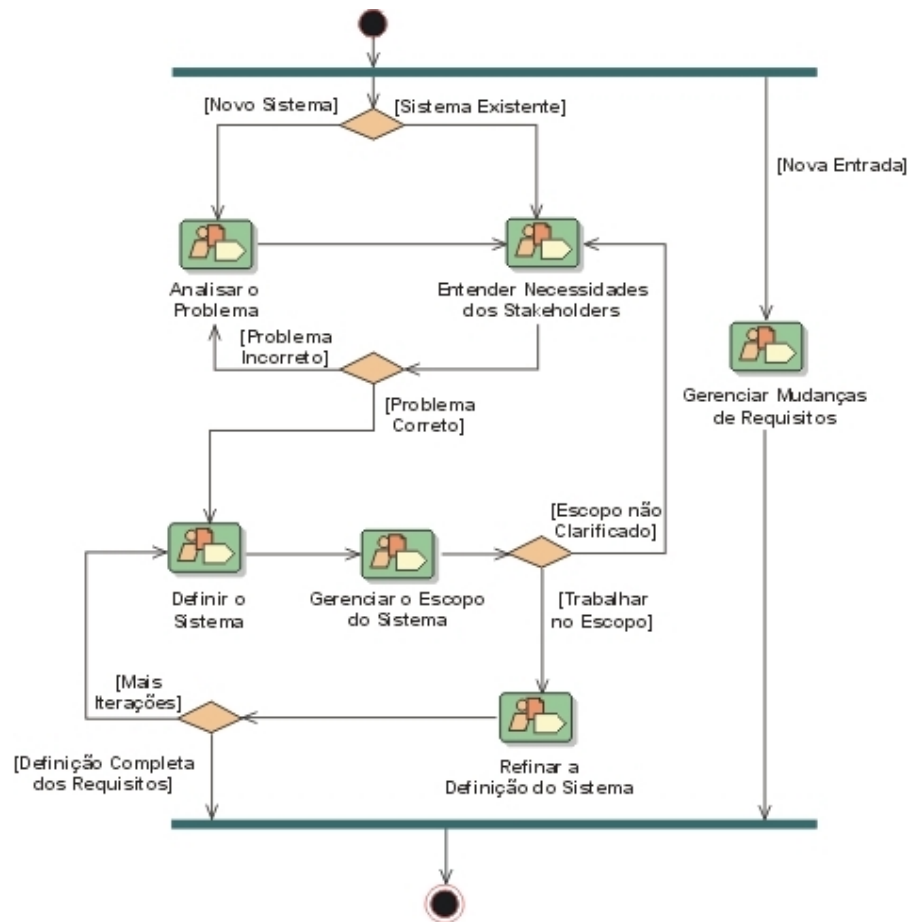 [Novo Sistema]
[Sistema Existente]
[Nova Entrada]
Analisar o
Problema
Entender Necessidades
dos Stakeholders
[Problema
Incorreto]
[Problema
Correto]
Gerenciar Mudanças
de Requisitos
[Escopo não
Clarificado]
Definir o
Sistema
Gerenciar o Escopo
do Sistema
[Trabalhar
no Escopo]
[Mais
Iterações]
[Definição Completa
dos Requisitos]
Refinar a
Definição do Sistema